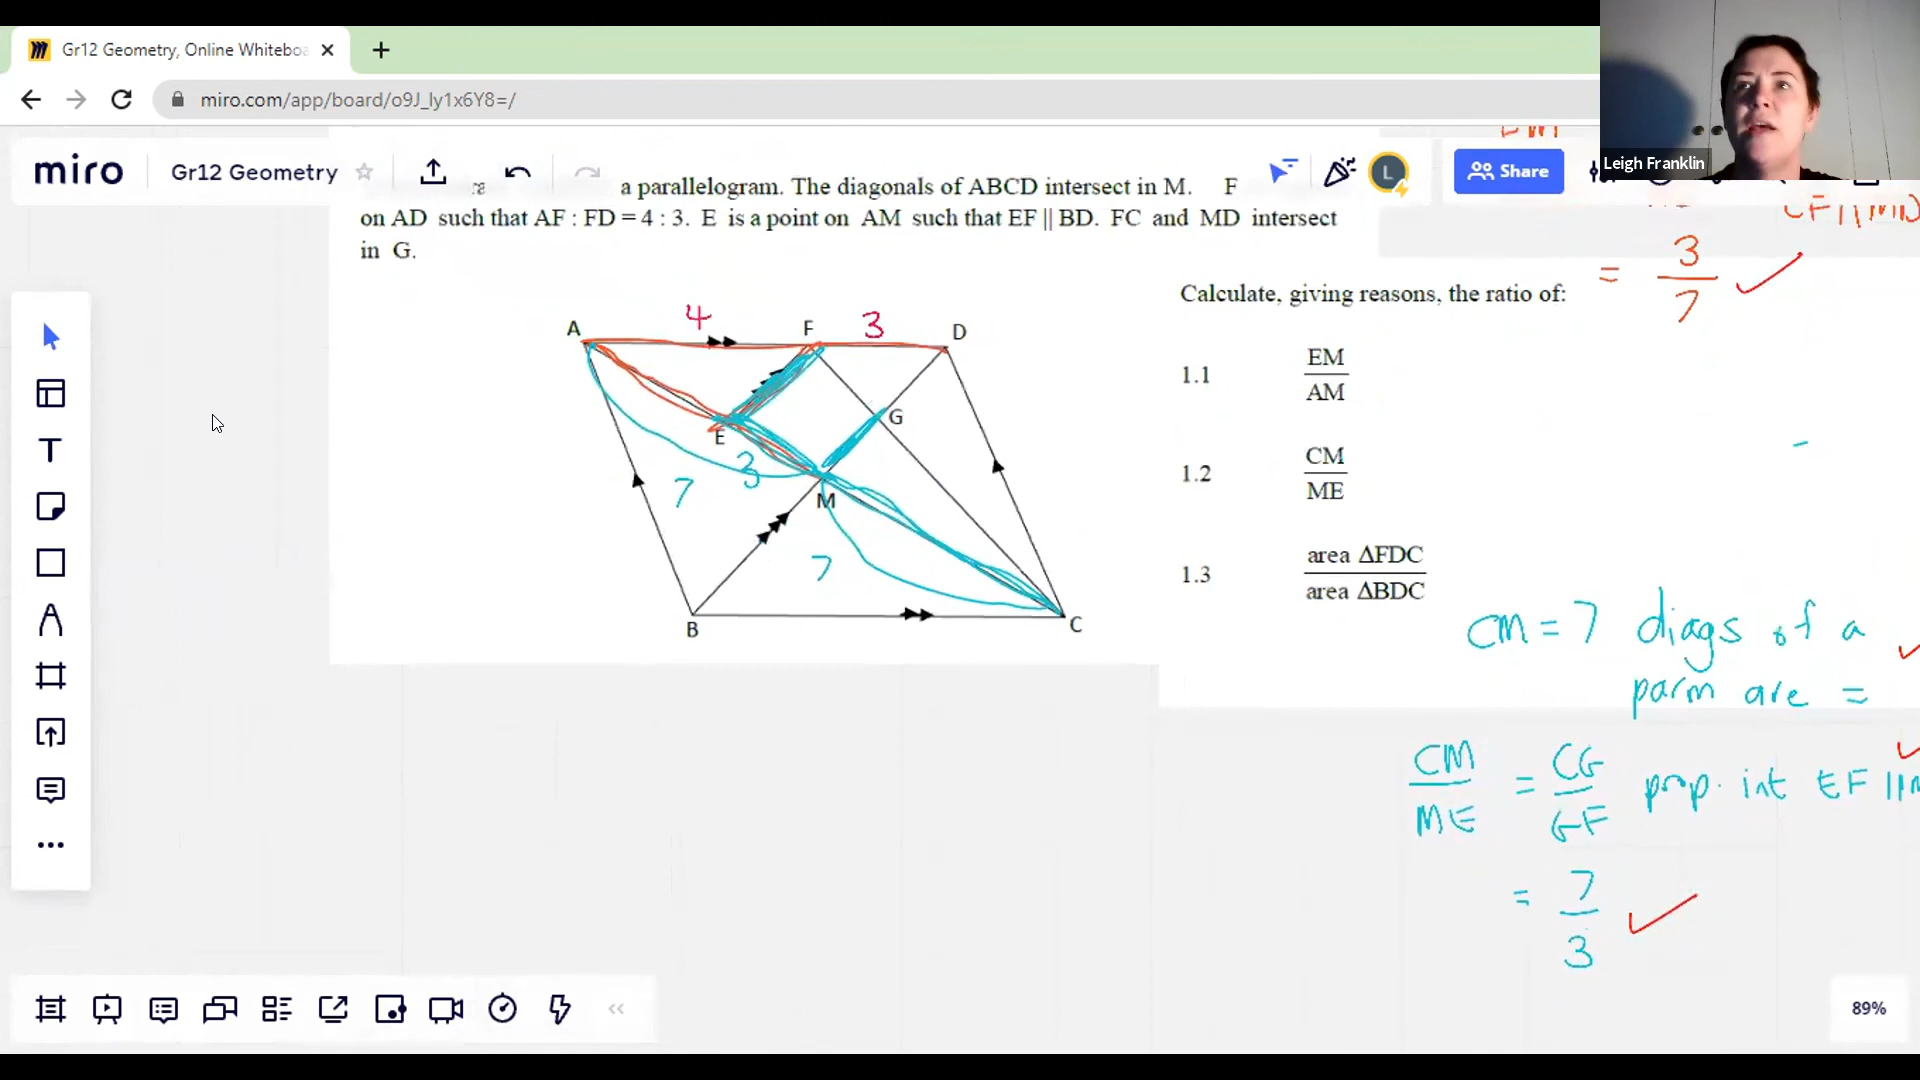 Gr12 Geometry, Online Whiteboa
miro.com/app/board/o9J_ly1x6Y8=/
Leigh Franklin
miro
Gr12 Geometry
L
Share
a parallelogram. The diagonals of ABCD intersect in M. F
on AD such that AF : FD = 4 : 3. E is a point on AM such that EF || BD. FC and MD intersect
in G.
= 3/7 ✓
Calculate, giving reasons, the ratio of:
1.1 EM/AM
1.2 CM/ME
1.3 area ΔFDC/area ΔBDC
A 4 F 3 D
G
E
3
7
M
7
B
C
CM = 7 diags of a
parm are =
CM/ME = CG/GF prop. int EF ||
= 7/3 ✓
89%